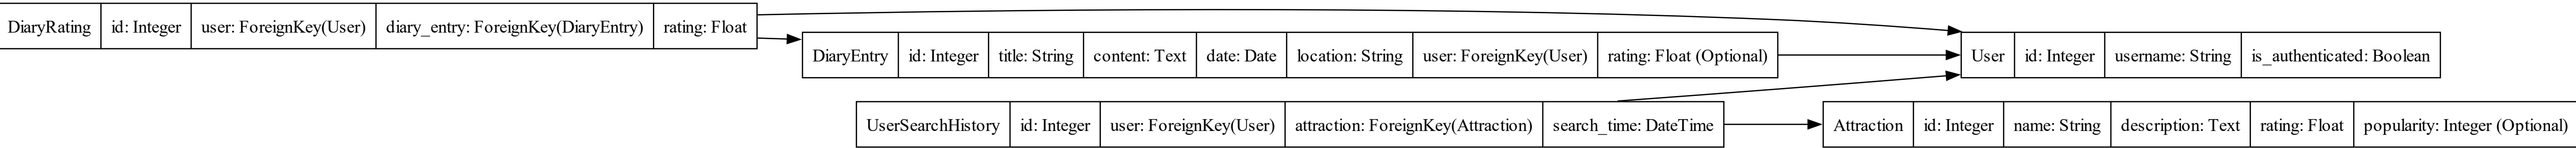 DiaryRating id: Integer user: ForeignKey(User) diary_entry: ForeignKey(DiaryEntry) rating: Float
DiaryEntry id: Integer title: String content: Text date: Date location: String user: ForeignKey(User) rating: Float (Optional)
User id: Integer username: String is_authenticated: Boolean
UserSearchHistory id: Integer user: ForeignKey(User) attraction: ForeignKey(Attraction) search_time: DateTime
Attraction id: Integer name: String description: Text rating: Float popularity: Integer (Optional)